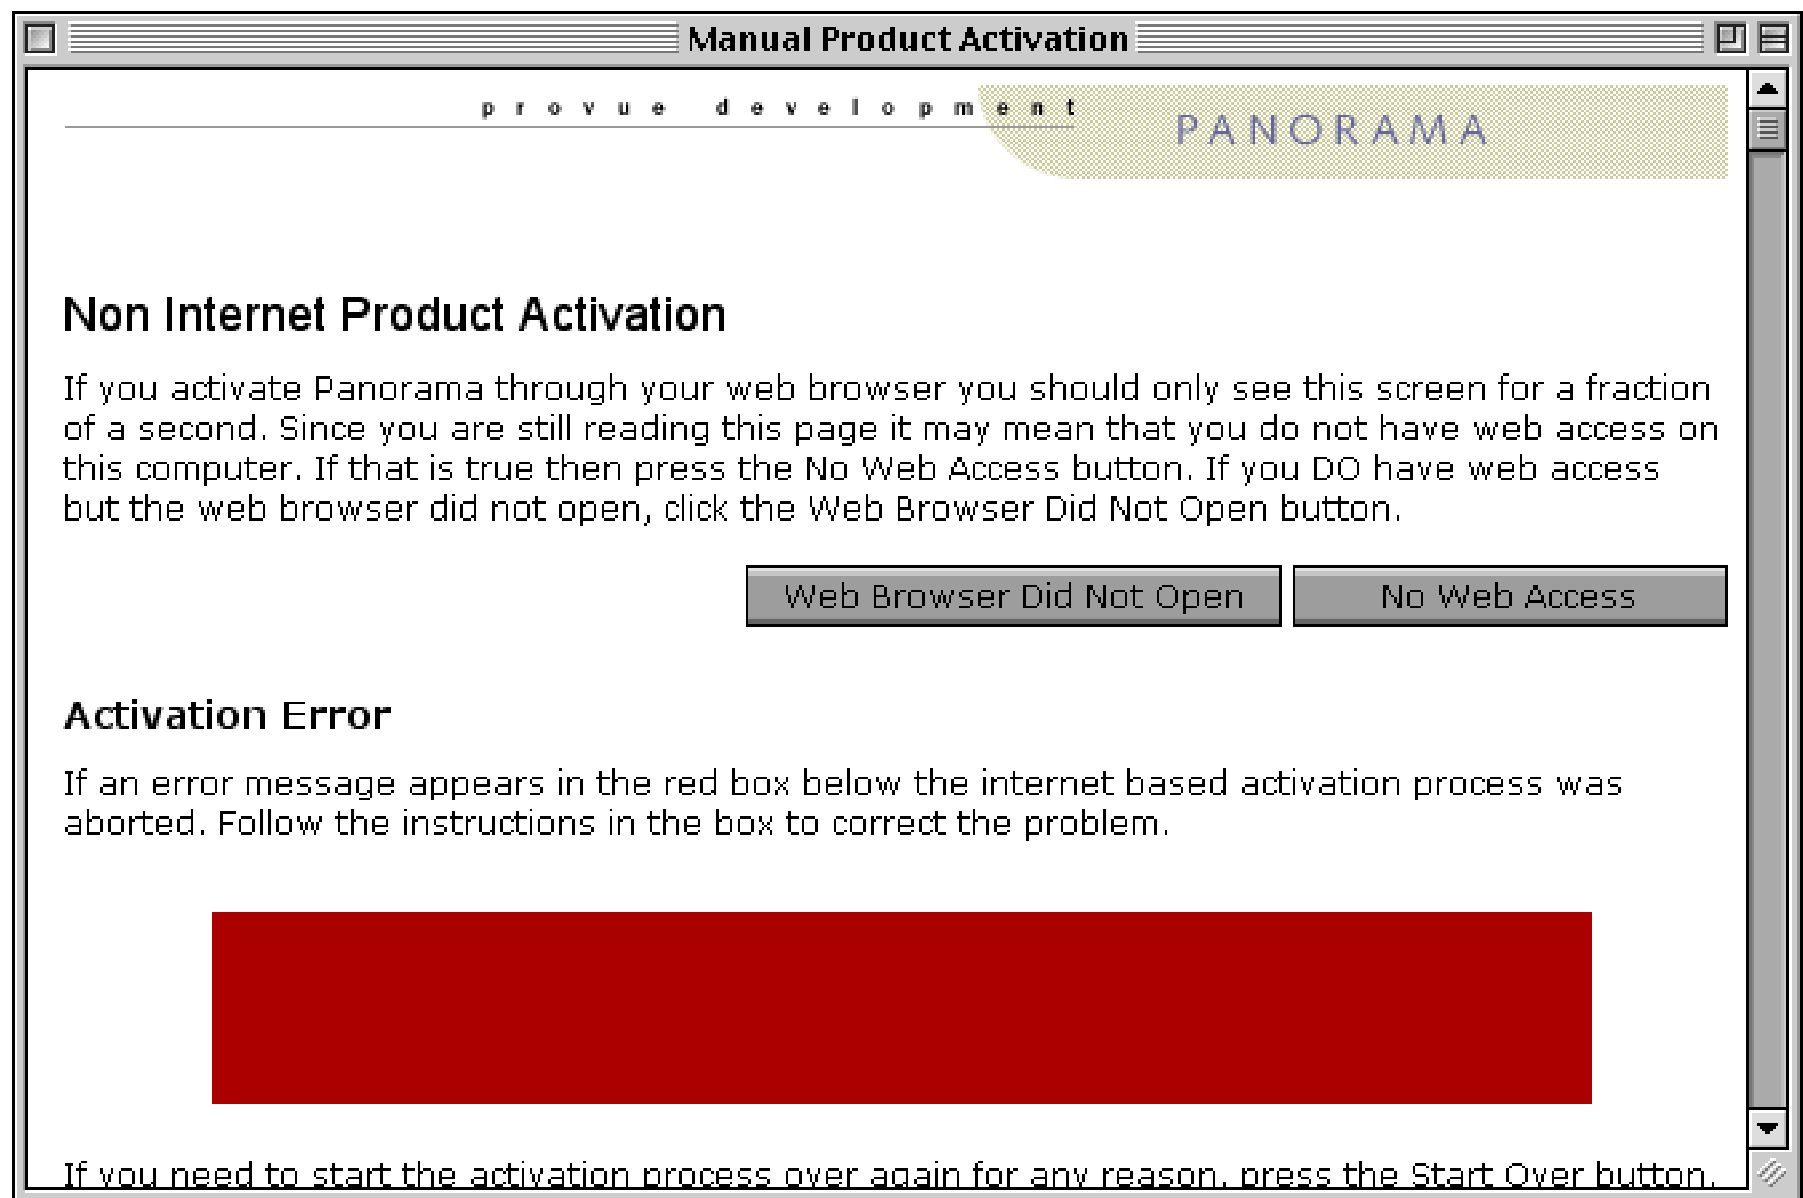 Manual Product Activation
provue development
PANORAMA
Non Internet Product Activation
If you activate Panorama through your web browser you should only see this screen for a fraction
of a second. Since you are still reading this page it may mean that you do not have web access on
this computer. If that is true then press the No Web Access button. If you DO have web access
but the web browser did not open, click the Web Browser Did Not Open button.
Web Browser Did Not Open
No Web Access
Activation Error
If an error message appears in the red box below the internet based activation process was
aborted. Follow the instructions in the box to correct the problem.
If you need to start the activation process over again for any reason, press the Start Over button.